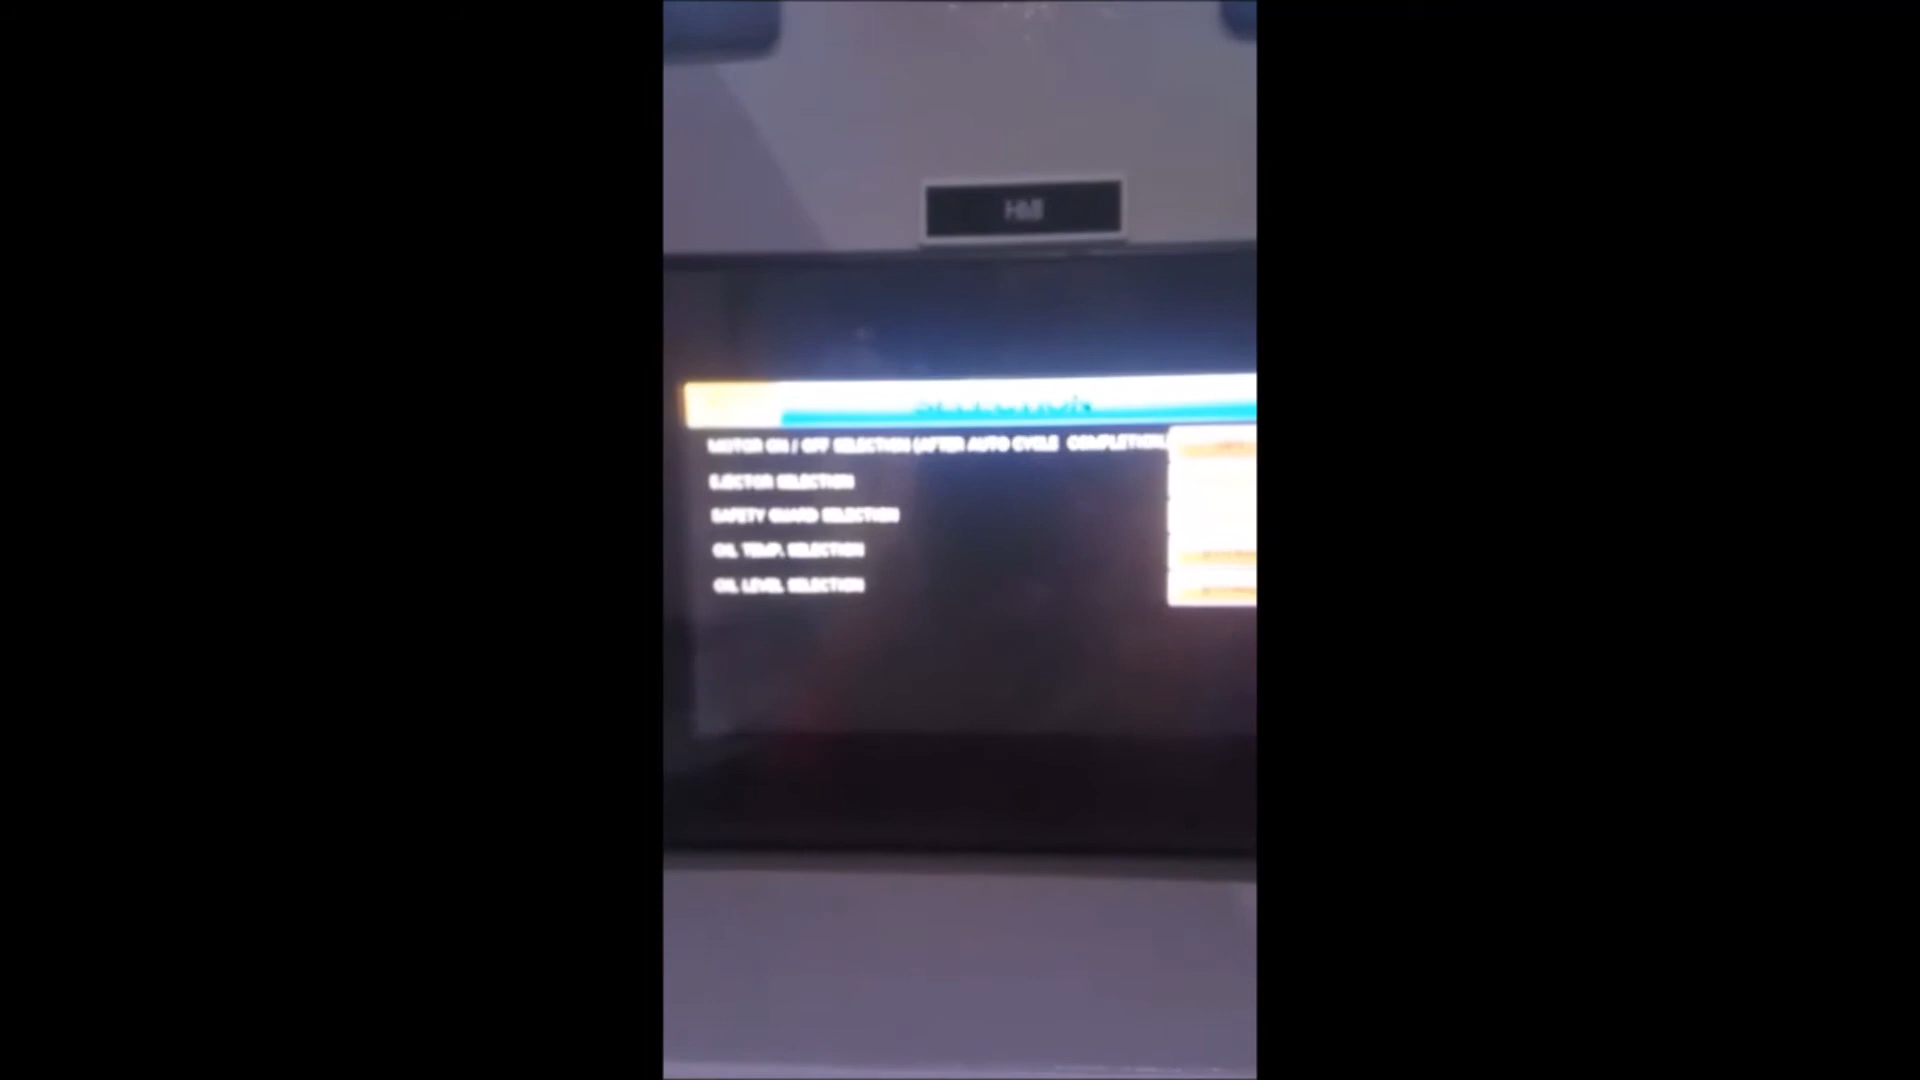 HMI
SELECTION
MOTOR ON / OFF SELECTION (AFTER AUTO CYCLE COMPLETION)
EJECTOR SELECTION
SAFETY GUARD SELECTION
OIL TEMP. SELECTION
OIL LEVEL SELECTION